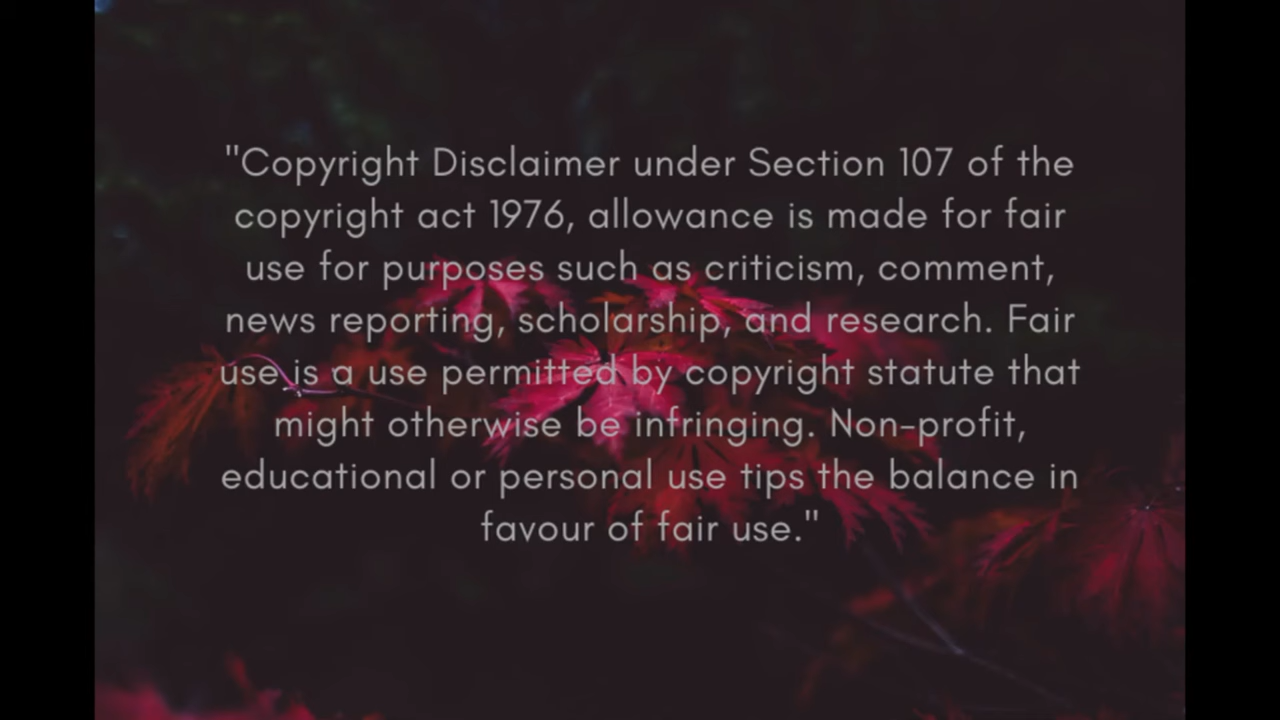 "Copyright Disclaimer under Section 107 of the
copyright act 1976, allowance is made for fair
use for purposes such as criticism, comment,
news reporting, scholarship, and research. Fair
use is a use permitted by copyright statute that
might otherwise be infringing. Non-profit,
educational or personal use tips the balance in
favour of fair use."